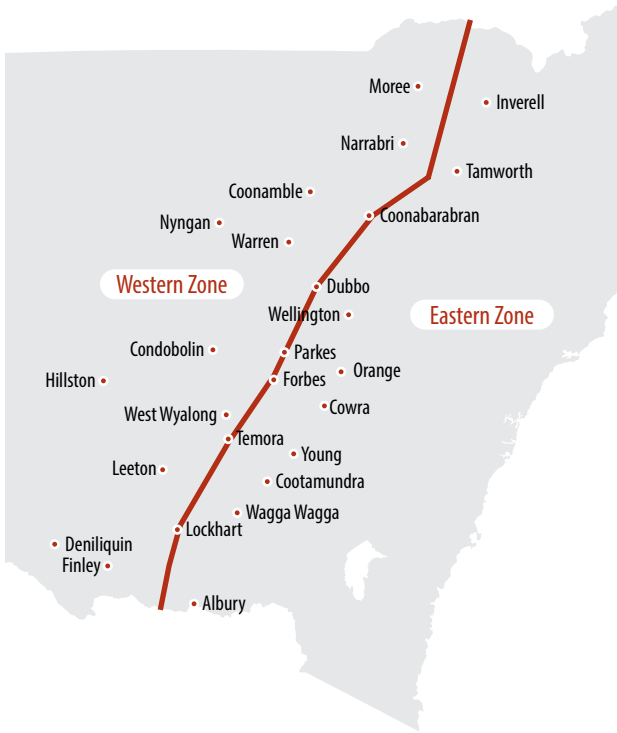 Moree
Inverell
Narrabri
Tamworth
Coonamble
Coonabarabran
Nyngan
Warren
Western Zone
Dubbo
Wellington
Eastern Zone
Condobolin
Parkes
Orange
Hillston
Forbes
Cowra
West Wyalong
Temora
Young
Leeton
Cootamundra
Wagga Wagga
Lockhart
Deniliquin
Finley
Albury